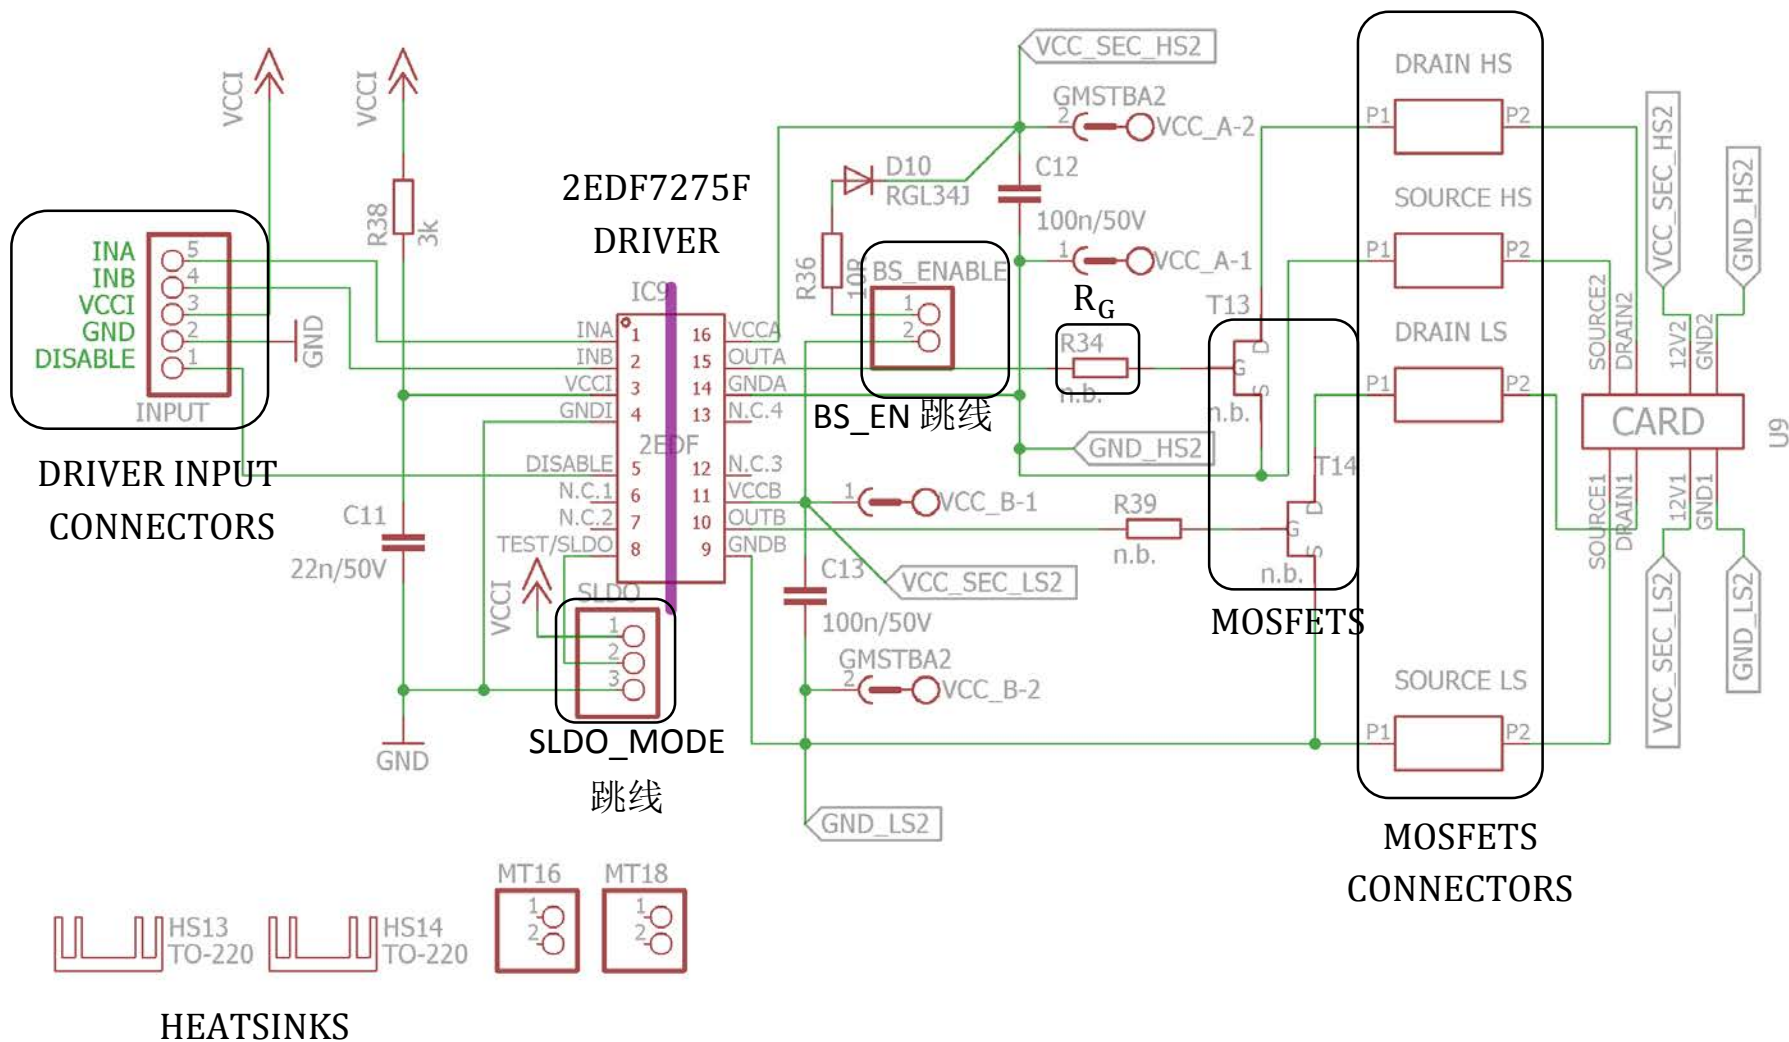 VCC_SEC_HS2
DRAIN HS
VCCI
VCCI
GMSTBA2
2
VCC_A-2
P1
P2
VCC_SEC_HS2
GND_HS2
2EDF7275F
DRIVER
D10
RGL34J
C12
100n/50V
SOURCE HS
R38
3k
INA
INB
VCCI
GND
DISABLE
5
4
3
2
1
INPUT
GND
DRIVER INPUT
CONNECTORS
R36
10R
BS_ENABLE
1
2
BS_EN 跳线
1
VCC_A-1
P1
P2
R_G
R34
n.b.
T13
D
G
S
n.b.
DRAIN LS
P1
P2
SOURCE2
DRAIN2
12V2
GND2
CARD
U9
SOURCE1
DRAIN1
12V1
GND1
IC9
INA
1
16
VCCA
INB
2
15
OUTA
VCCI
3
14
GNDA
GNDI
4
13
N.C.4
2EDF
DISABLE
5
12
N.C.3
N.C.1
6
11
VCCB
N.C.2
7
10
OUTB
TEST/SLDO
8
9
GNDB
GND_HS2
T14
D
G
S
n.b.
1
VCC_B-1
R39
n.b.
C11
22n/50V
VCCI
SLDO
1
2
3
SLDO_MODE
跳线
C13
100n/50V
VCC_SEC_LS2
MOSFETS
GMSTBA2
2
VCC_B-2
SOURCE LS
P1
P2
VCC_SEC_LS2
GND_LS2
GND
GND_LS2
MOSFETS
CONNECTORS
MT16
1
2
MT18
1
2
HS13
TO-220
HS14
TO-220
HEATSINKS